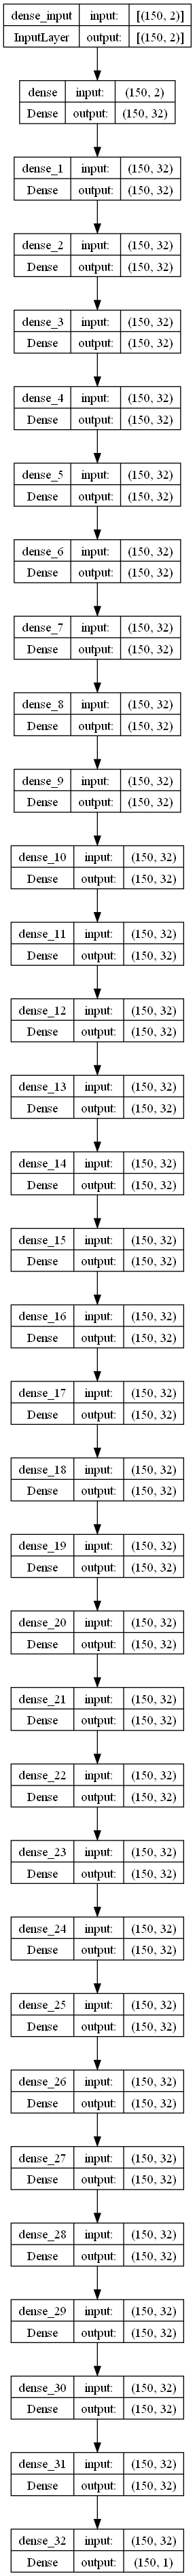 dense_input input: [(150, 2)]
InputLayer output: [(150, 2)]
dense input: (150, 2)
Dense output: (150, 32)
dense_1 input: (150, 32)
Dense output: (150, 32)
dense_2 input: (150, 32)
Dense output: (150, 32)
dense_3 input: (150, 32)
Dense output: (150, 32)
dense_4 input: (150, 32)
Dense output: (150, 32)
dense_5 input: (150, 32)
Dense output: (150, 32)
dense_6 input: (150, 32)
Dense output: (150, 32)
dense_7 input: (150, 32)
Dense output: (150, 32)
dense_8 input: (150, 32)
Dense output: (150, 32)
dense_9 input: (150, 32)
Dense output: (150, 32)
dense_10 input: (150, 32)
Dense output: (150, 32)
dense_11 input: (150, 32)
Dense output: (150, 32)
dense_12 input: (150, 32)
Dense output: (150, 32)
dense_13 input: (150, 32)
Dense output: (150, 32)
dense_14 input: (150, 32)
Dense output: (150, 32)
dense_15 input: (150, 32)
Dense output: (150, 32)
dense_16 input: (150, 32)
Dense output: (150, 32)
dense_17 input: (150, 32)
Dense output: (150, 32)
dense_18 input: (150, 32)
Dense output: (150, 32)
dense_19 input: (150, 32)
Dense output: (150, 32)
dense_20 input: (150, 32)
Dense output: (150, 32)
dense_21 input: (150, 32)
Dense output: (150, 32)
dense_22 input: (150, 32)
Dense output: (150, 32)
dense_23 input: (150, 32)
Dense output: (150, 32)
dense_24 input: (150, 32)
Dense output: (150, 32)
dense_25 input: (150, 32)
Dense output: (150, 32)
dense_26 input: (150, 32)
Dense output: (150, 32)
dense_27 input: (150, 32)
Dense output: (150, 32)
dense_28 input: (150, 32)
Dense output: (150, 32)
dense_29 input: (150, 32)
Dense output: (150, 32)
dense_30 input: (150, 32)
Dense output: (150, 32)
dense_31 input: (150, 32)
Dense output: (150, 32)
dense_32 input: (150, 32)
Dense output: (150, 1)